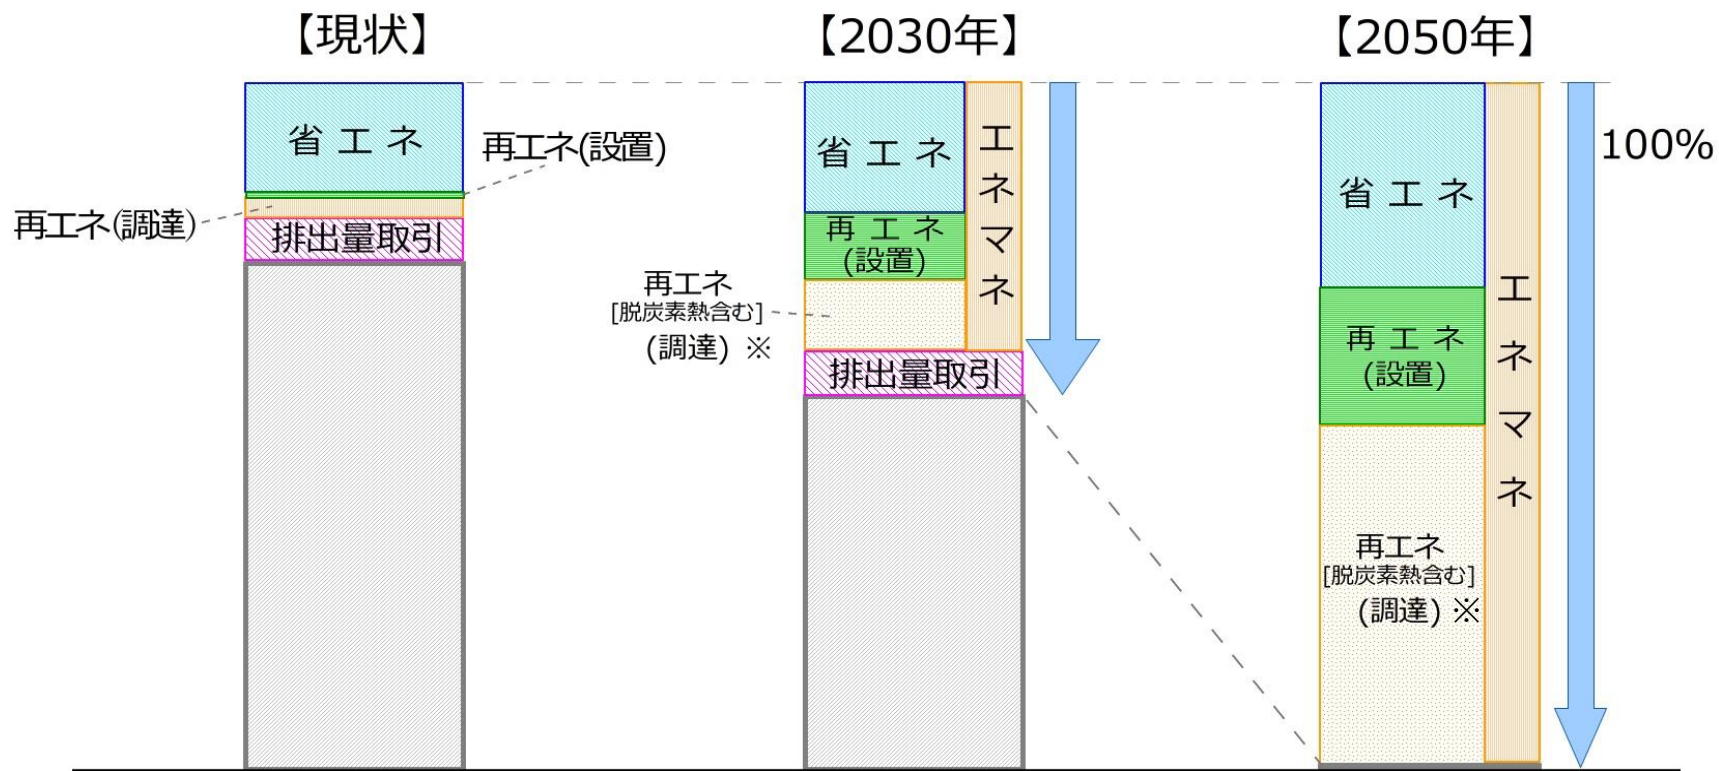 【現状】
省エネ
再エネ(設置)
再エネ(調達)
排出量取引
【2030年】
省エネ
エネマネ
再エネ
(設置)
再エネ
[脱炭素熱含む]
(調達) ※
排出量取引
【2050年】
100%
省エネ
エネマネ
再エネ
(設置)
再エネ
[脱炭素熱含む]
(調達) ※